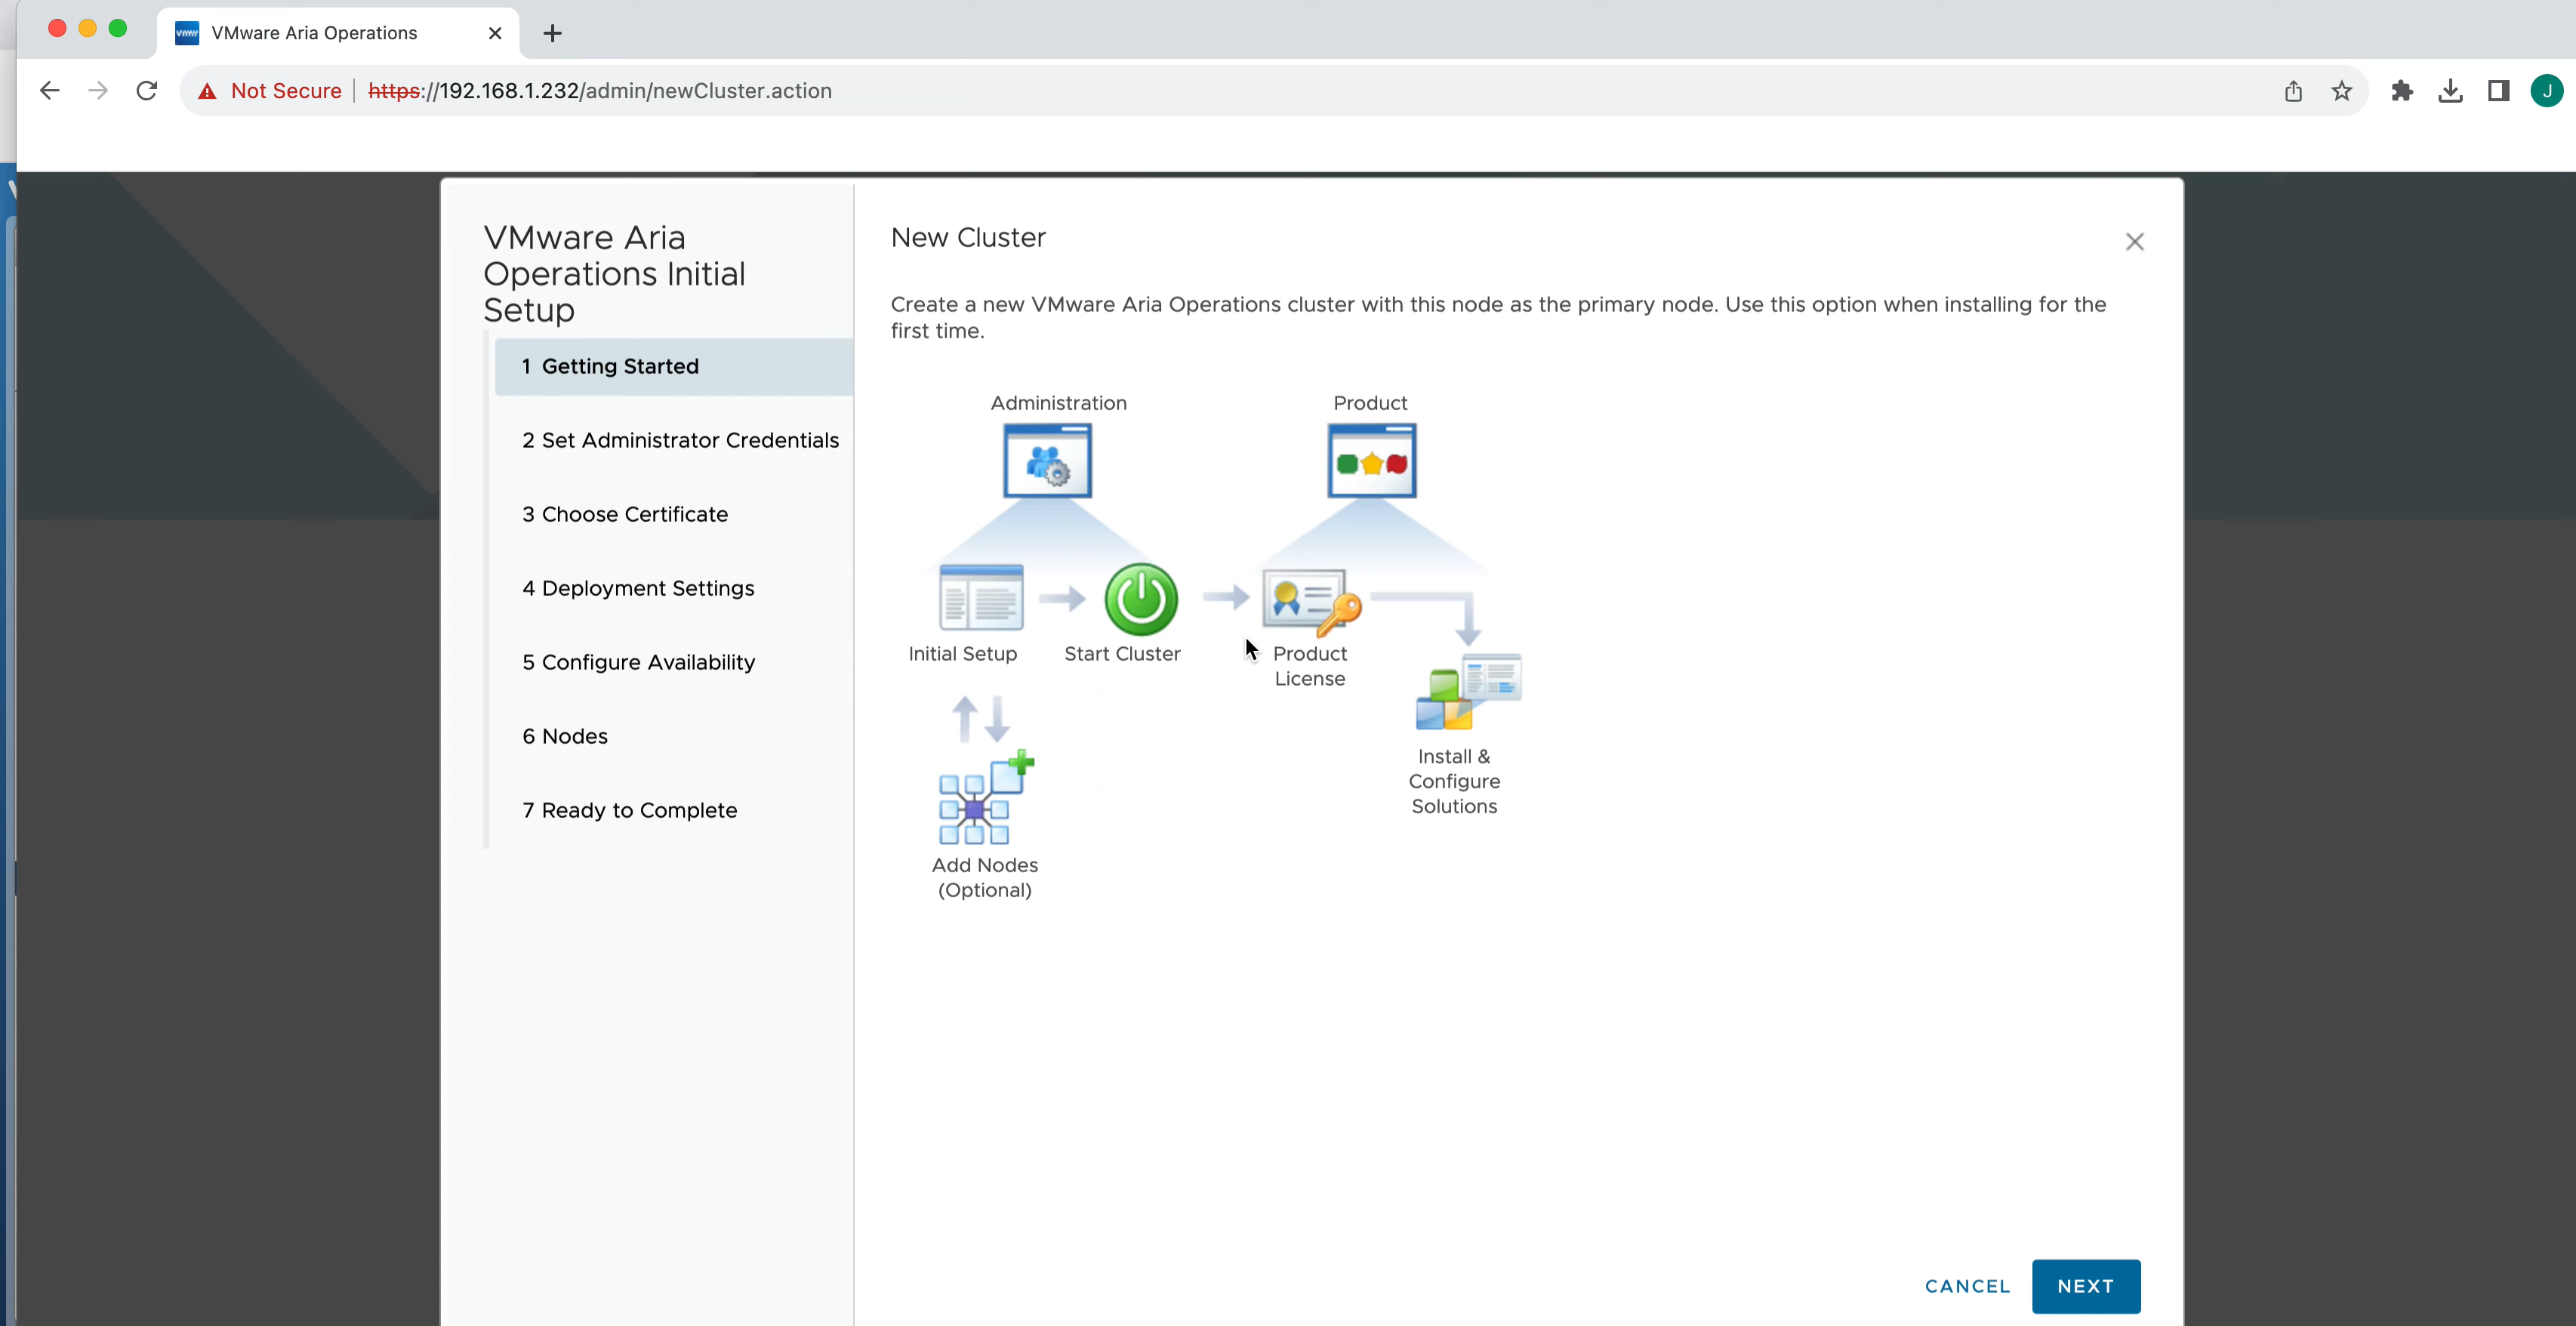 VMware Aria Operations
Not Secure
https://192.168.1.232/admin/newCluster.action
J
VMware Aria
Operations Initial
Setup
1 Getting Started
2 Set Administrator Credentials
3 Choose Certificate
4 Deployment Settings
5 Configure Availability
6 Nodes
7 Ready to Complete
New Cluster
Create a new VMware Aria Operations cluster with this node as the primary node. Use this option when installing for the
first time.
Administration
Product
Initial Setup
Start Cluster
Product
License
Install &
Configure
Solutions
Add Nodes
(Optional)
CANCEL
NEXT